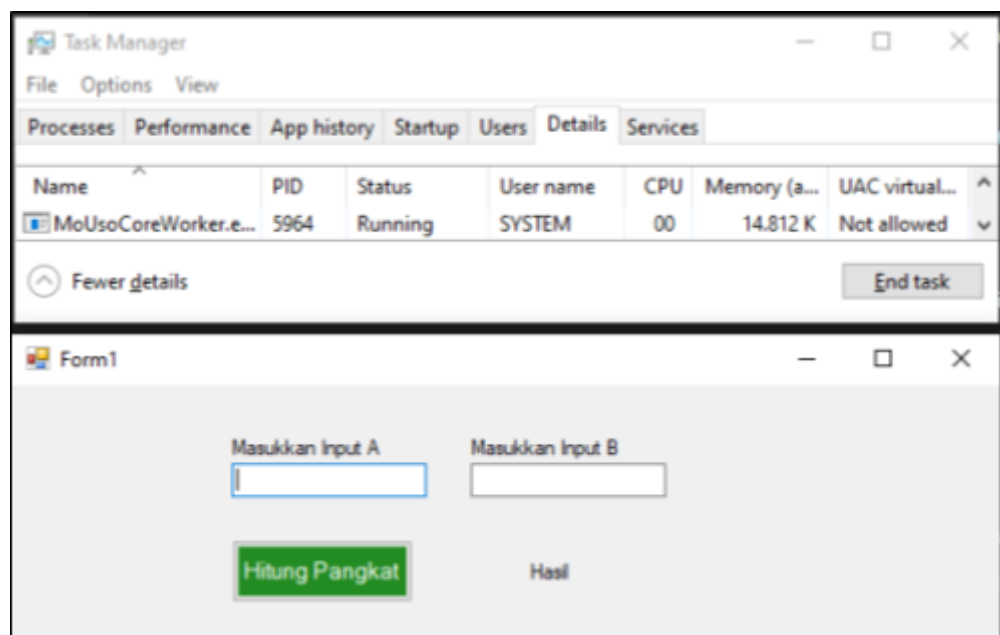 Task Manager
File Options View
Processes Performance App history Startup Users Details Services
Name PID Status User name CPU Memory (a... UAC virtual...
MoUsoCoreWorker.e... 5964 Running SYSTEM 00 14.812 K Not allowed
Fewer details End task
Form1
Masukkan Input A Masukkan Input B
Hitung Pangkat Hasil